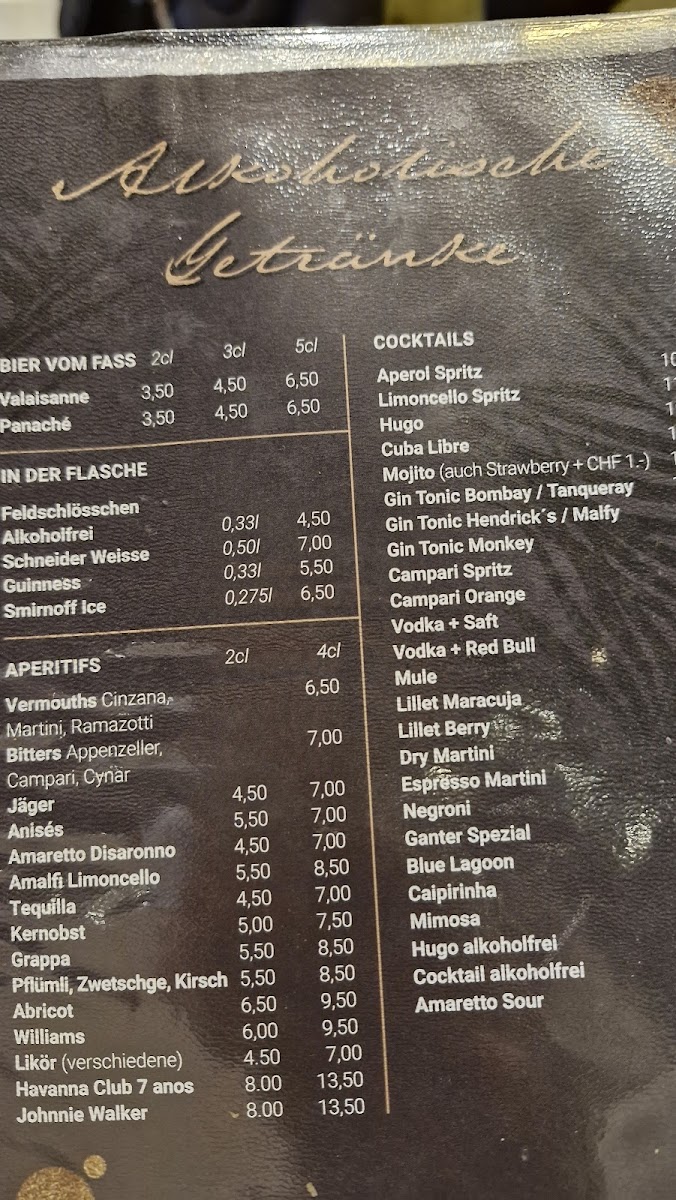 Alkoholische
Getränke
BIER VOM FASS 2cl 3cl 5cl
Valaisanne 3,50 4,50 6,50
Panaché 3,50 4,50 6,50
IN DER FLASCHE
Feldschlösschen
Alkoholfrei 0,33l 4,50
Schneider Weisse 0,50l 7,00
Guinness 0,33l 5,50
Smirnoff Ice 0,275l 6,50
APERITIFS 2cl 4cl
Vermouths Cinzana, 6,50
Martini, Ramazotti
Bitters Appenzeller, 7,00
Campari, Cynar
Jäger 4,50 7,00
Anisés 5,50 7,00
Amaretto Disaronno 4,50 7,00
Amalfi Limoncello 5,50 8,50
Tequilla 4,50 7,00
Kernobst 5,00 7,50
Grappa 5,50 8,50
Pflümli, Zwetschge, Kirsch 5,50 8,50
Abricot 6,50 9,50
Williams 6,00 9,50
Likör (verschiedene) 4.50 7,00
Havanna Club 7 anos 8.00 13,50
Johnnie Walker 8.00 13,50
COCKTAILS
Aperol Spritz
Limoncello Spritz
Hugo
Cuba Libre
Mojito (auch Strawberry + CHF 1.-)
Gin Tonic Bombay / Tanqueray
Gin Tonic Hendrick´s / Malfy
Gin Tonic Monkey
Campari Spritz
Campari Orange
Vodka + Saft
Vodka + Red Bull
Mule
Lillet Maracuja
Lillet Berry
Dry Martini
Espresso Martini
Negroni
Ganter Spezial
Blue Lagoon
Caipirinha
Mimosa
Hugo alkoholfrei
Cocktail alkoholfrei
Amaretto Sour